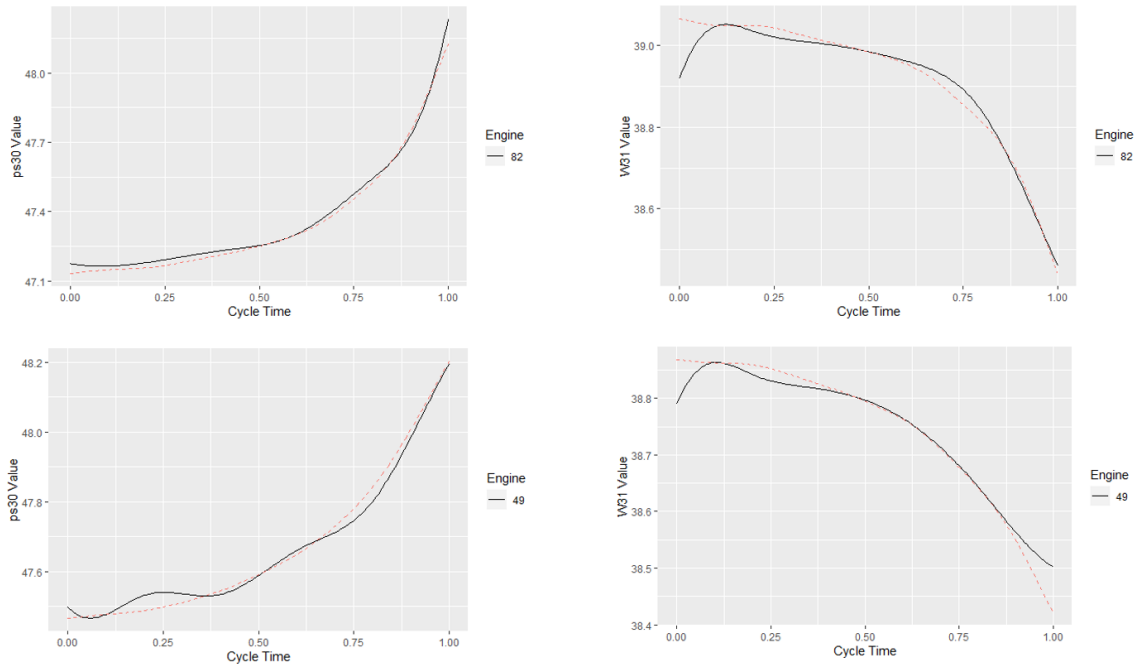 ps30 Value
48.0
47.7
47.4
47.1
0.00 0.25 0.50 0.75 1.00
Cycle Time
Engine
82
W31 Value
39.0
38.8
38.6
0.00 0.25 0.50 0.75 1.00
Cycle Time
Engine
82
ps30 Value
48.2
48.0
47.8
47.6
0.00 0.25 0.50 0.75 1.00
Cycle Time
Engine
49
W31 Value
38.8
38.7
38.6
38.5
38.4
0.00 0.25 0.50 0.75 1.00
Cycle Time
Engine
49